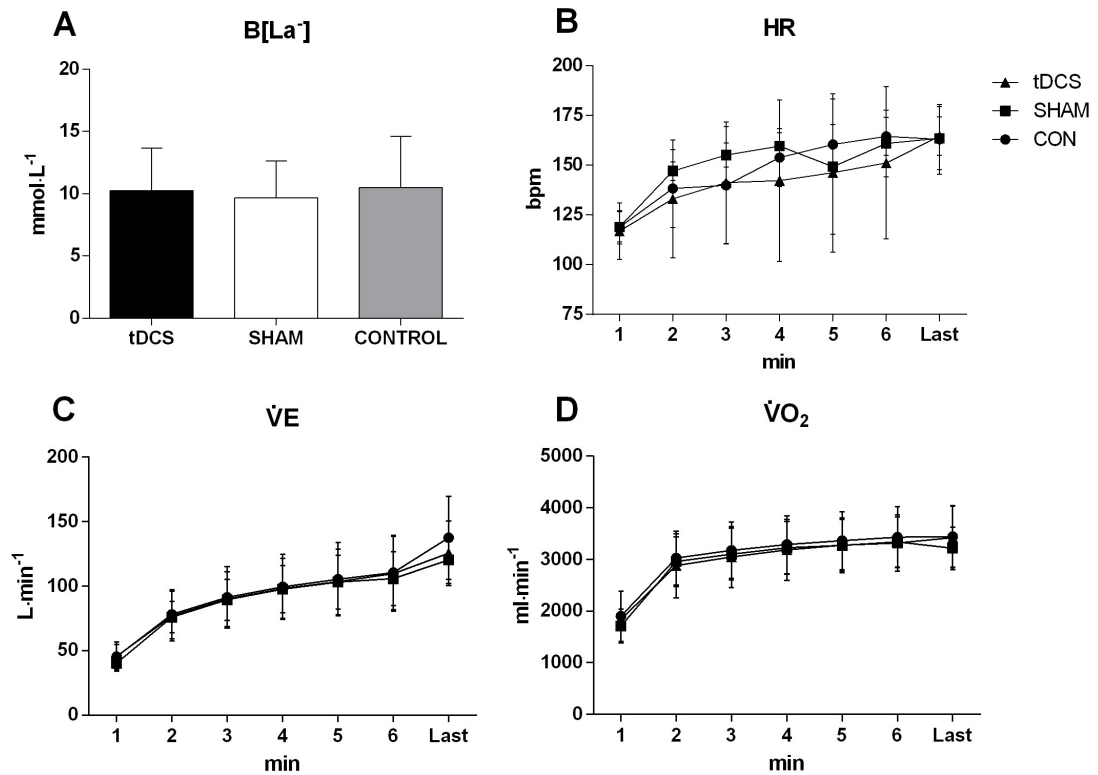 A
B[La⁻]
mmol·L⁻¹
20
15
10
5
0
tDCS SHAM CONTROL
B
HR
bpm
200
175
150
125
100
75
1 2 3 4 5 6 Last
min
tDCS
SHAM
CON
C
V̇E
L·min⁻¹
200
150
100
50
0
1 2 3 4 5 6 Last
min
D
V̇O₂
ml·min⁻¹
5000
4000
3000
2000
1000
0
1 2 3 4 5 6 Last
min